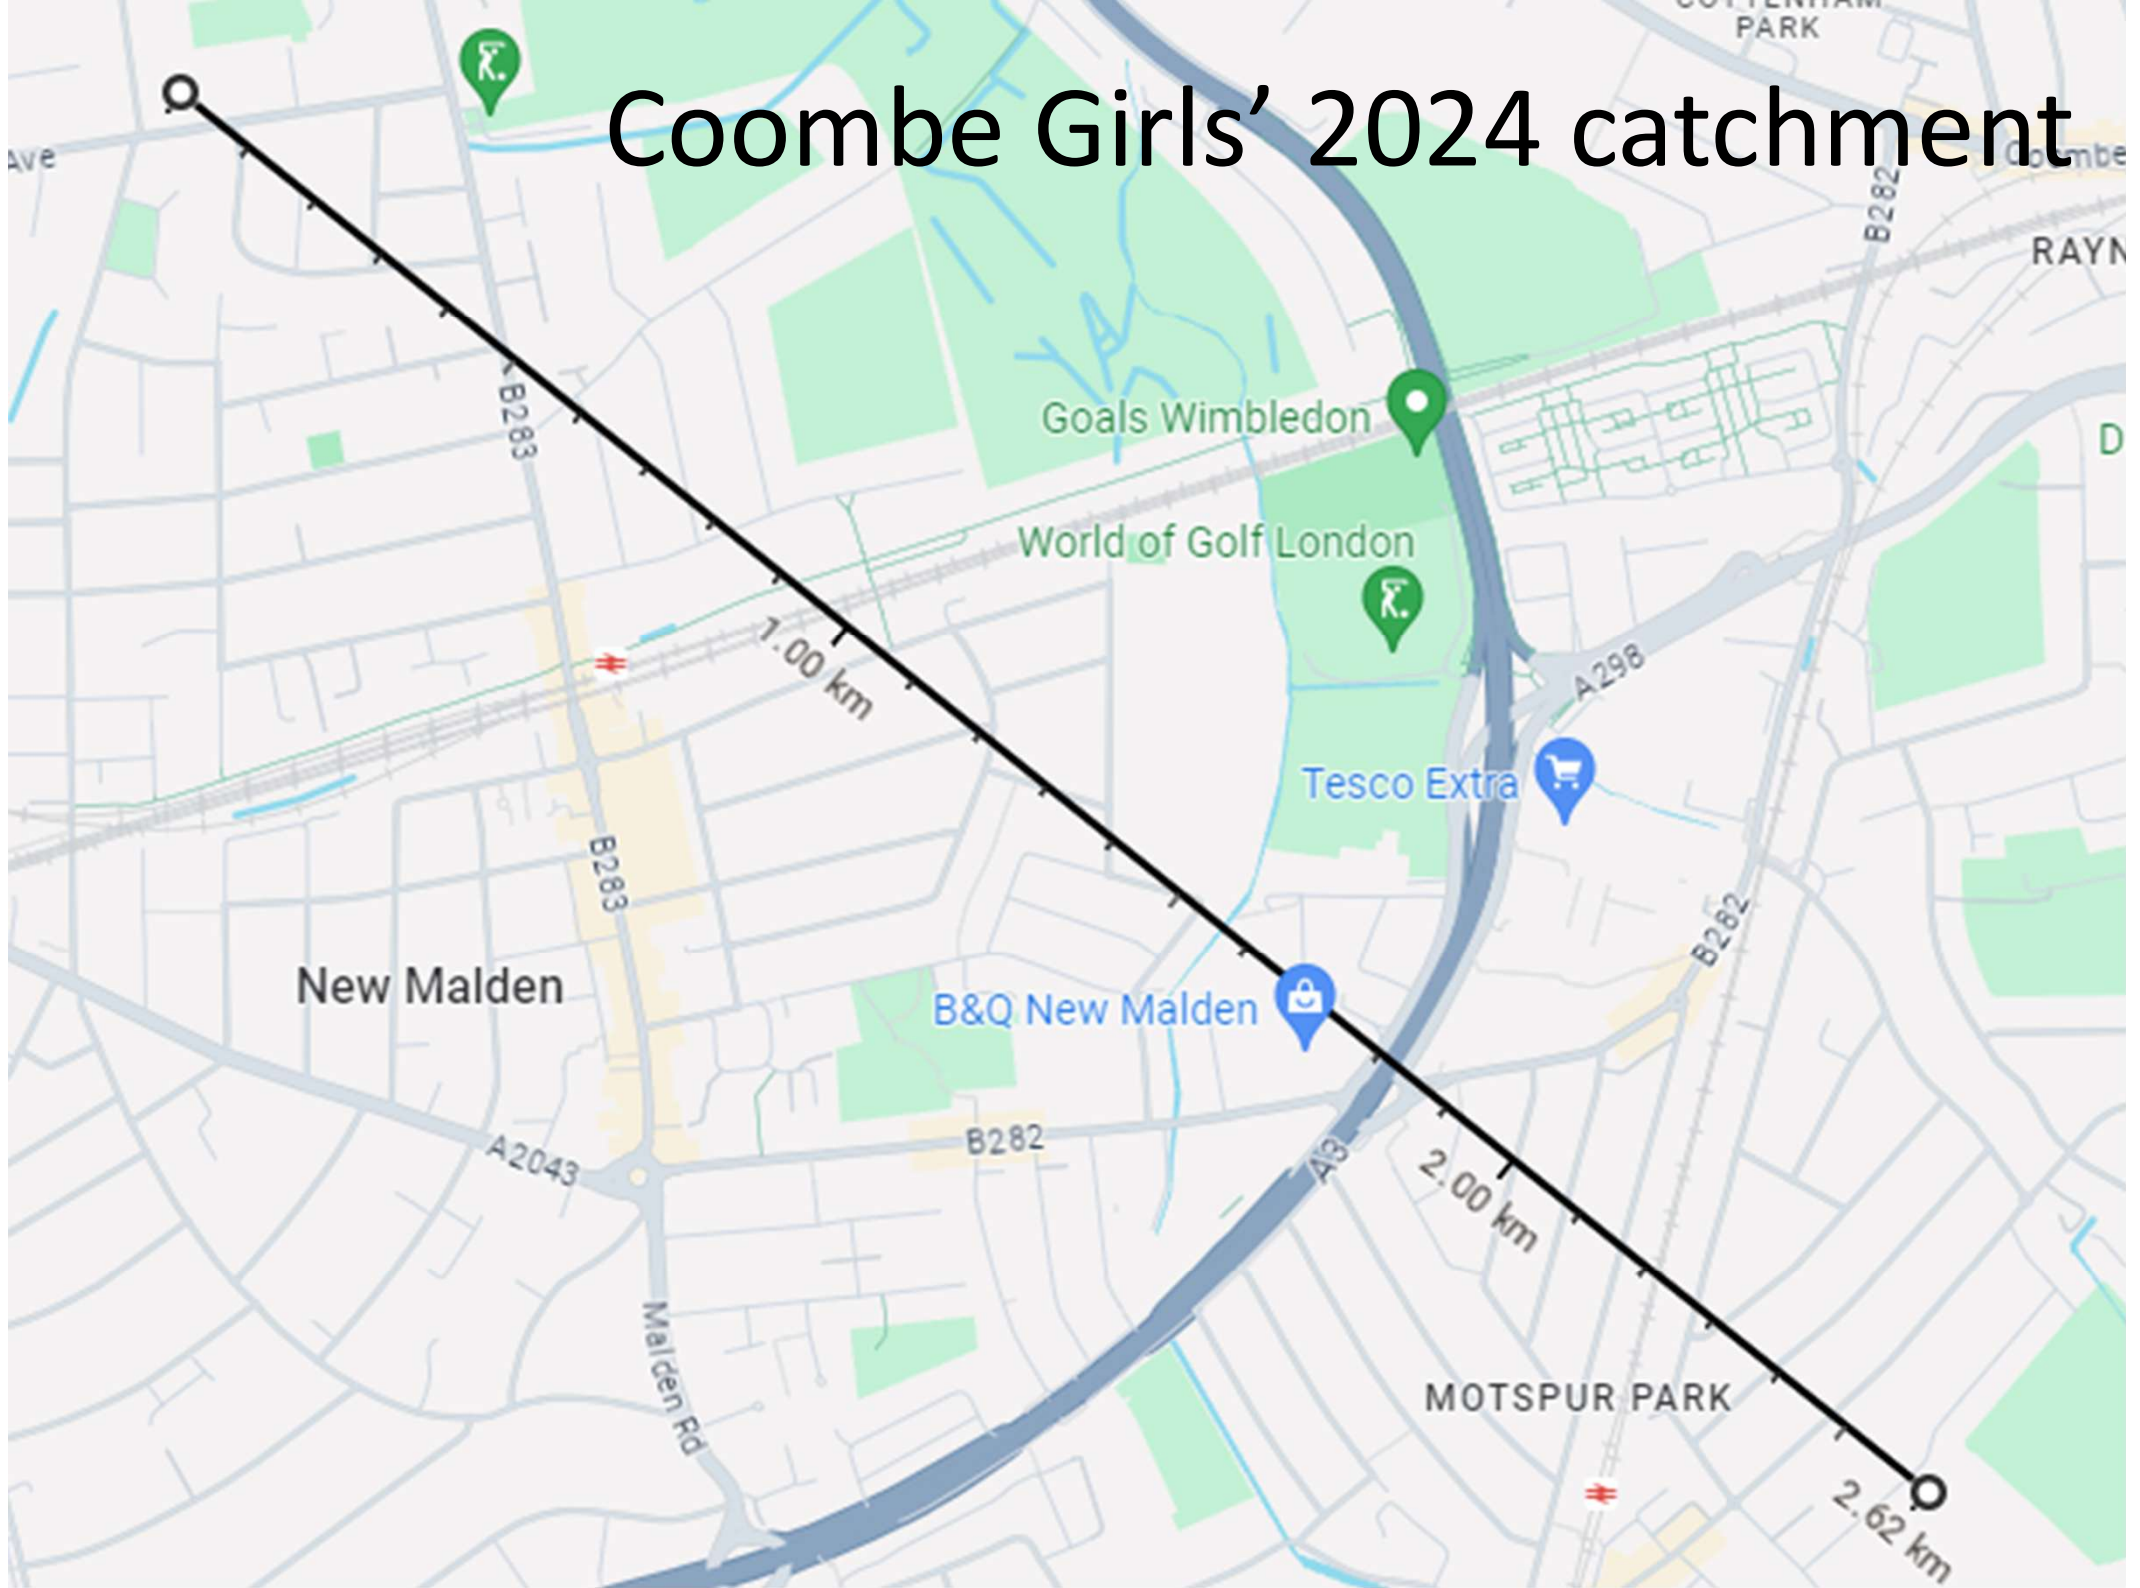 COTTENHAM
PARK
Coombe Girls’ 2024 catchment
Ave
Coombe
B282
RAYN
B283
Goals Wimbledon
D
World of Golf London
1.00 km
A298
Tesco Extra
B283
B282
New Malden
B&Q New Malden
B282
A2043
A3
2.00 km
Malden Rd
MOTSPUR PARK
2.62 km